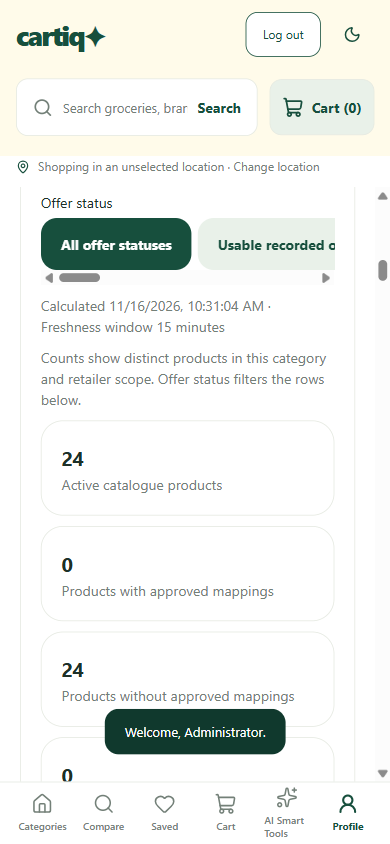 cartiq
Log out
Search groceries, brar Search
Cart (0)
Shopping in an unselected location · Change location
Offer status
All offer statuses
Usable recorded o
Calculated 11/16/2026, 10:31:04 AM ·
Freshness window 15 minutes
Counts show distinct products in this category
and retailer scope. Offer status filters the rows
below.
24
Active catalogue products
0
Products with approved mappings
24
Products without approved mappings
Welcome, Administrator.
0
Categories
Compare
Saved
Cart
AI Smart
Tools
Profile